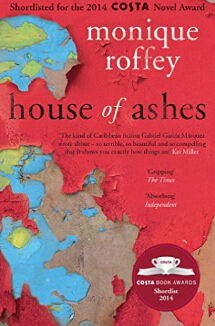 Shortlisted for the 2014 COSTA Novel Award
monique
roffey
house of ashes
'The kind of Caribbean fiction Gabriel García Márquez
wrote about – so terrible, so beautiful and so compelling
that it shows you exactly how things are' Kei Miller
'Gripping'
The Times
'Absorbing'
Independent
COSTA
COSTA BOOK AWARDS
Shortlist
2014